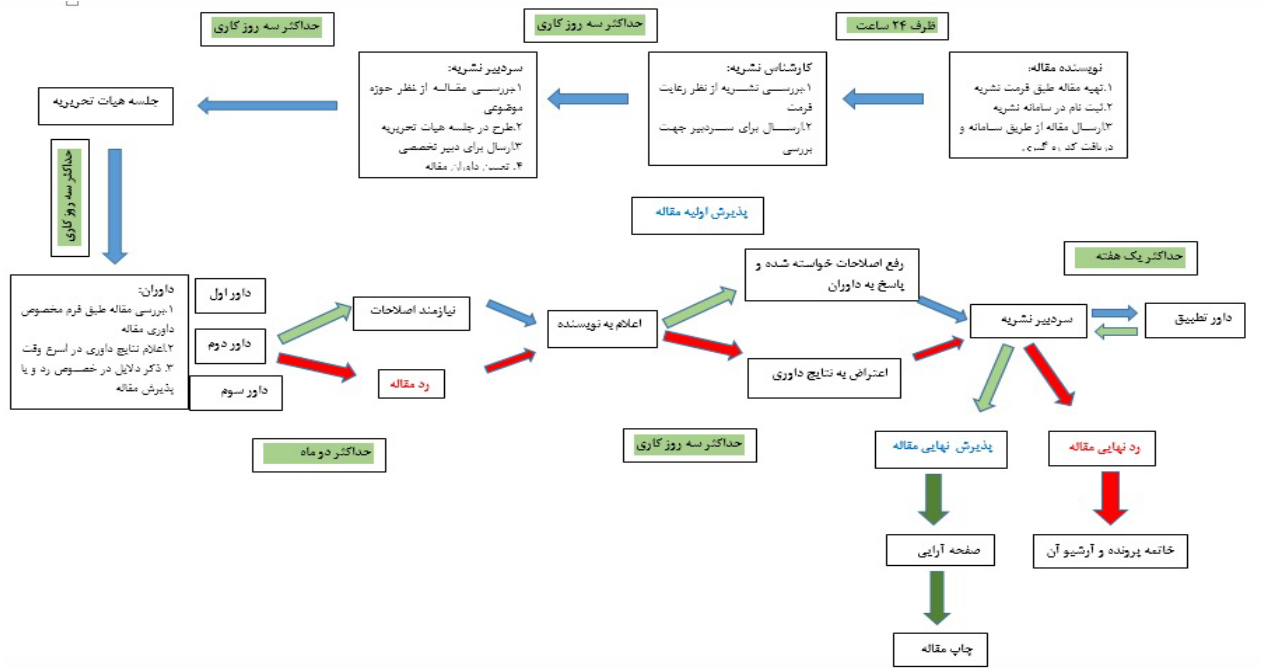 ظرف ۲۴ ساعت
حداکثر سه روز کاری
حداکثر سه روز کاری
نویسنده مقاله:
۱.تهیه مقاله طبق فرمت نشریه
۲.ثبت نام در سامانه نشریه
۳.ارسال مقاله از طریق سامانه و
دریافت کد ره گیری
کارشناس نشریه:
۱.بررسی نشریه از نظر رعایت
فرمت
۲.ارسال برای سردبیر جهت
بررسی
سردبیر نشریه:
۱.بررسی مقاله از نظر حوزه
موضوعی
۲.طرح در جلسه هیات تحریریه
۳.ارسال برای دبیر تخصصی
۴. تعیین داوران مقاله
جلسه هیات تحریریه
حداکثر سه روز کاری
پذیرش اولیه مقاله
داوران:
۱.بررسی مقاله طبق فرم مخصوص
داوری مقاله
۲.اعلام نتایج داوری در اسرع وقت
۳. ذکر دلایل در خصوص رد و یا
پذیرش مقاله
داور اول
داور دوم
داور سوم
نیازمند اصلاحات
رد مقاله
اعلام به نویسنده
رفع اصلاحات خواسته شده و
پاسخ به داوران
اعتراض به نتایج داوری
حداکثر یک هفته
سردبیر نشریه
داور تطبیق
حداکثر دو ماه
حداکثر سه روز کاری
پذیرش نهایی مقاله
رد نهایی مقاله
صفحه آرایی
خاتمه پرونده و آرشیو آن
چاپ مقاله